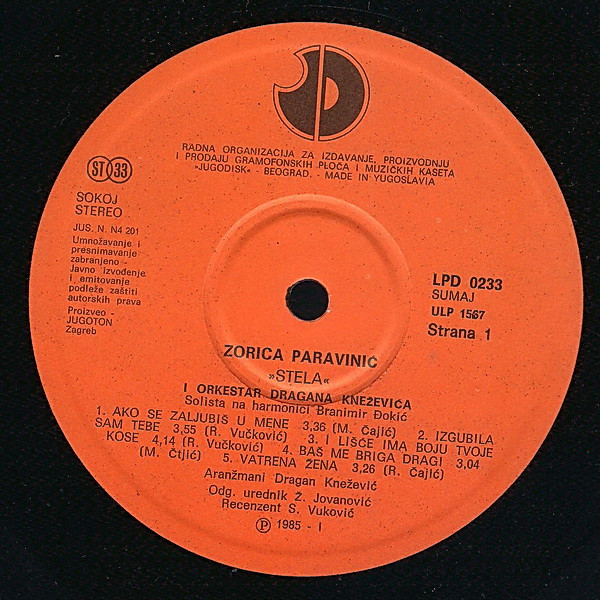 RADNA ORGANIZACIJA ZA IZDAVANJE, PROIZVODNJU
I PRODAJU GRAMOFONSKIH PLOČA I MUZIČKIH KASETA
»JUGODISK« - BEOGRAD. - MADE IN YUGOSLAVIA
ST 33
SOKOJ
STEREO
JUS. N. N4 201
Umnožavanje i
presnimavanje
zabranjeno -
Javno izvođenje
i emitovanje
podleže zaštiti
autorskih prava
Proizveo -
JUGOTON
Zagreb
LPD 0233
SUMAJ
ULP 1567
Strana 1
ZORICA PARAVINIĆ
»STELA«
I ORKESTAR DRAGANA KNEŽEVIĆA
Solista na harmonici Branimir Đokić
1. AKO SE ZALJUBIŠ U MENE 3,36 (M. Čajić) 2. IZGUBILA
SAM TEBE 3,55 (R. Vučković) 3. I LIŠĆE IMA BOJU TVOJE
KOSE 4,14 (R. Vučković) 4. BAŠ ME BRIGA DRAGI 3,04
(M. Čtjić) 5. VATRENA ŽENA 3,26 (R. Čajić)
Aranžmani Dragan Knežević
Odg. urednik Ž. Jovanović
Recenzent S. Vuković
Ⓟ 1985 - I